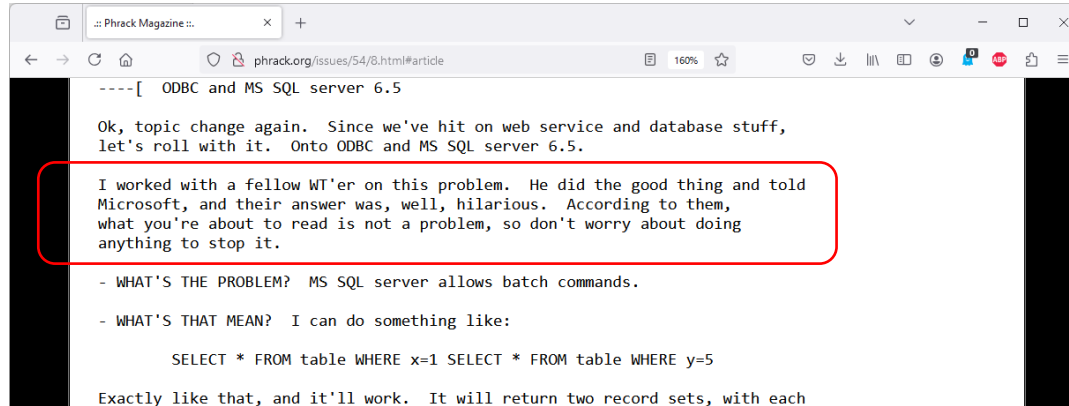 .:: Phrack Magazine ::.
phrack.org/issues/54/8.html#article
160%
0
ABP
----[  ODBC and MS SQL server 6.5
Ok, topic change again.  Since we've hit on web service and database stuff,
let's roll with it.  Onto ODBC and MS SQL server 6.5.
I worked with a fellow WT'er on this problem.  He did the good thing and told
Microsoft, and their answer was, well, hilarious.  According to them,
what you're about to read is not a problem, so don't worry about doing
anything to stop it.
- WHAT'S THE PROBLEM?  MS SQL server allows batch commands.
- WHAT'S THAT MEAN?  I can do something like:
SELECT * FROM table WHERE x=1 SELECT * FROM table WHERE y=5
Exactly like that, and it'll work.  It will return two record sets, with each